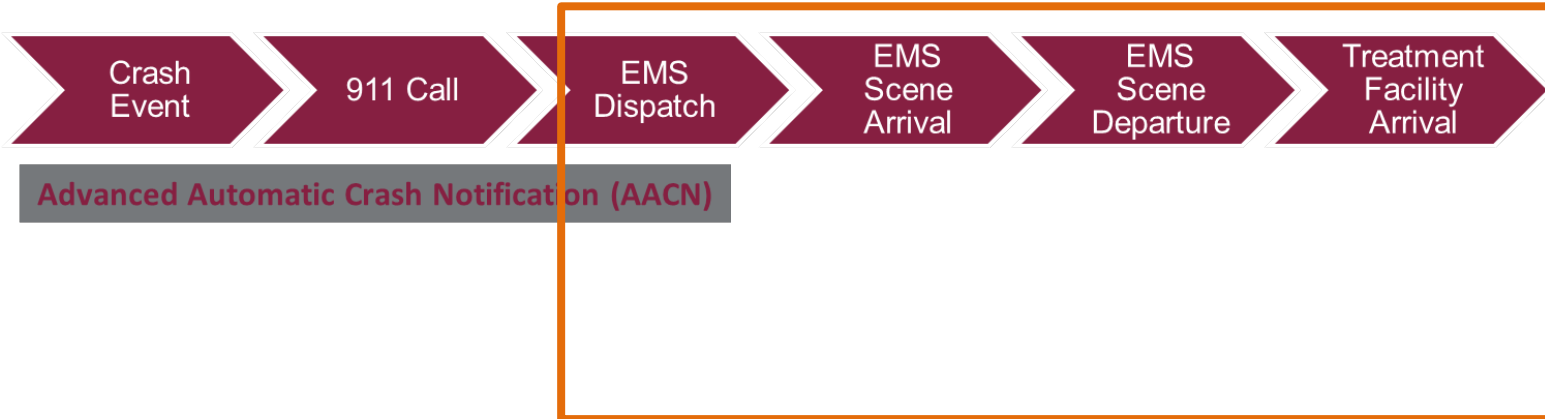 Crash
Event
911 Call
EMS
Dispatch
EMS
Scene
Arrival
EMS
Scene
Departure
Treatment
Facility
Arrival
Advanced Automatic Crash Notification (AACN)